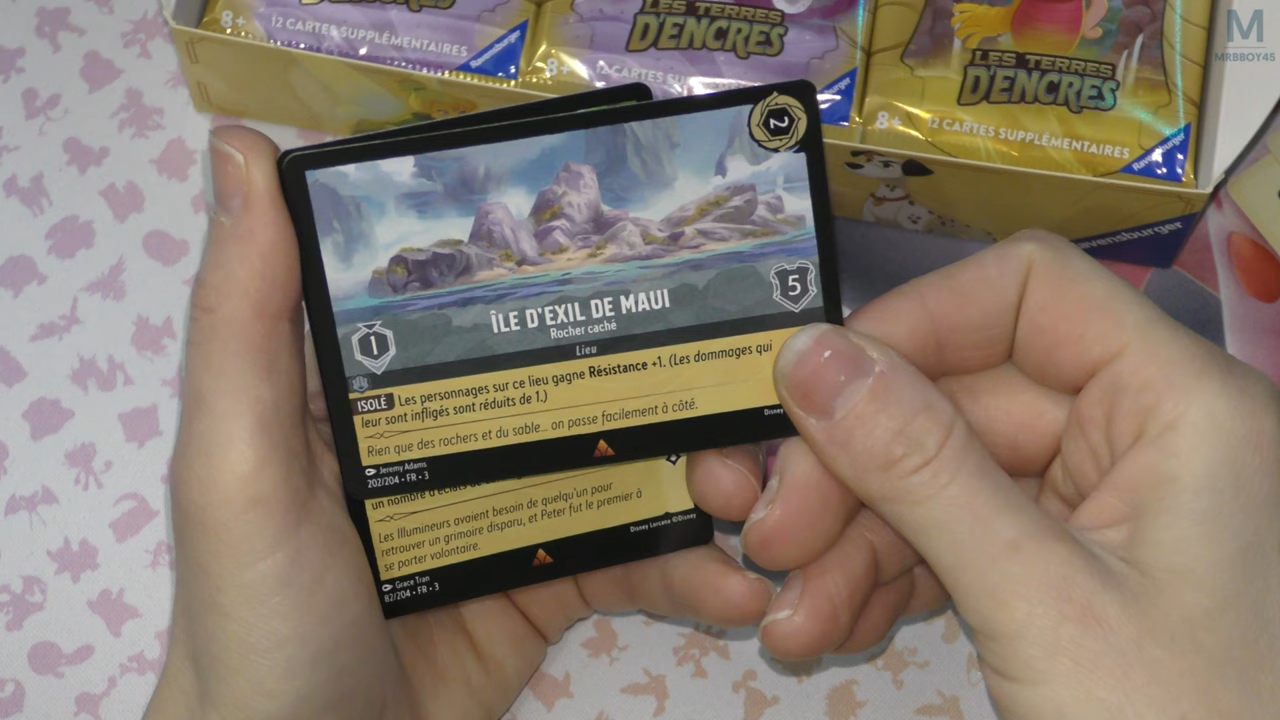 8+
12 CARTES SUPPLÉMENTAIRES
Ravensburger
LES TERRES
D'ENCRES
8+
12 CARTES SUPPLÉMENTAIRES
LES TERRES
D'ENCRES
8+
12 CARTES SUPPLÉMENTAIRES
Ravensburger
Ravensburger
M
MRBBOY45
2
ÎLE D'EXIL DE MAUI
Rocher caché
5
1
Lieu
ISOLÉ Les personnages sur ce lieu gagne Résistance +1. (Les dommages qui
leur sont infligés sont réduits de 1.)
Rien que des rochers et du sable... on passe facilement à côté.
Disney
Jeremy Adams
202/204 • FR • 3
un nombre d'éclats de
Les Illumineurs avaient besoin de quelqu'un pour
retrouver un grimoire disparu, et Peter fut le premier à
se porter volontaire.
Disney Lorcana ©Disney
Grace Tran
82/204 • FR • 3